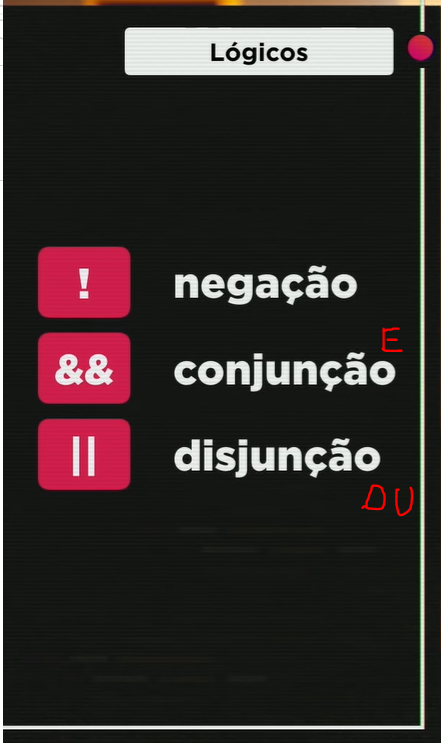 Lógicos
! negação
E
&& conjunção
|| disjunção
OU